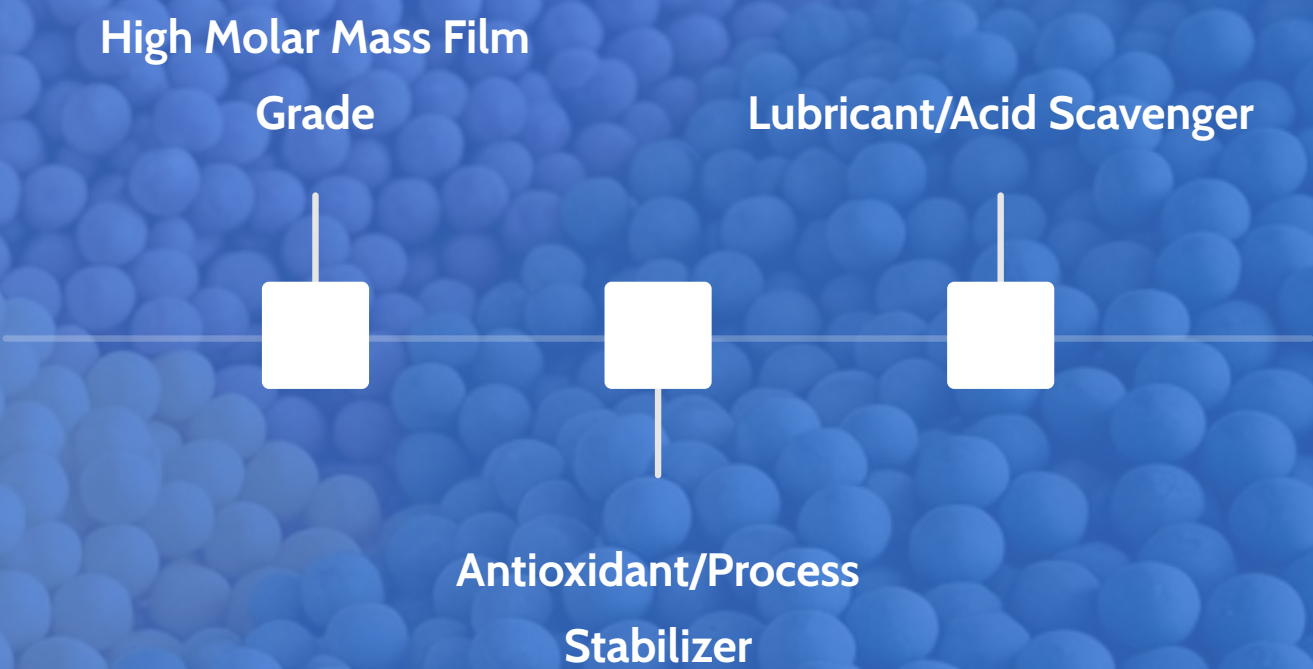 High Molar Mass Film
Grade
Lubricant/Acid Scavenger
Antioxidant/Process
Stabilizer